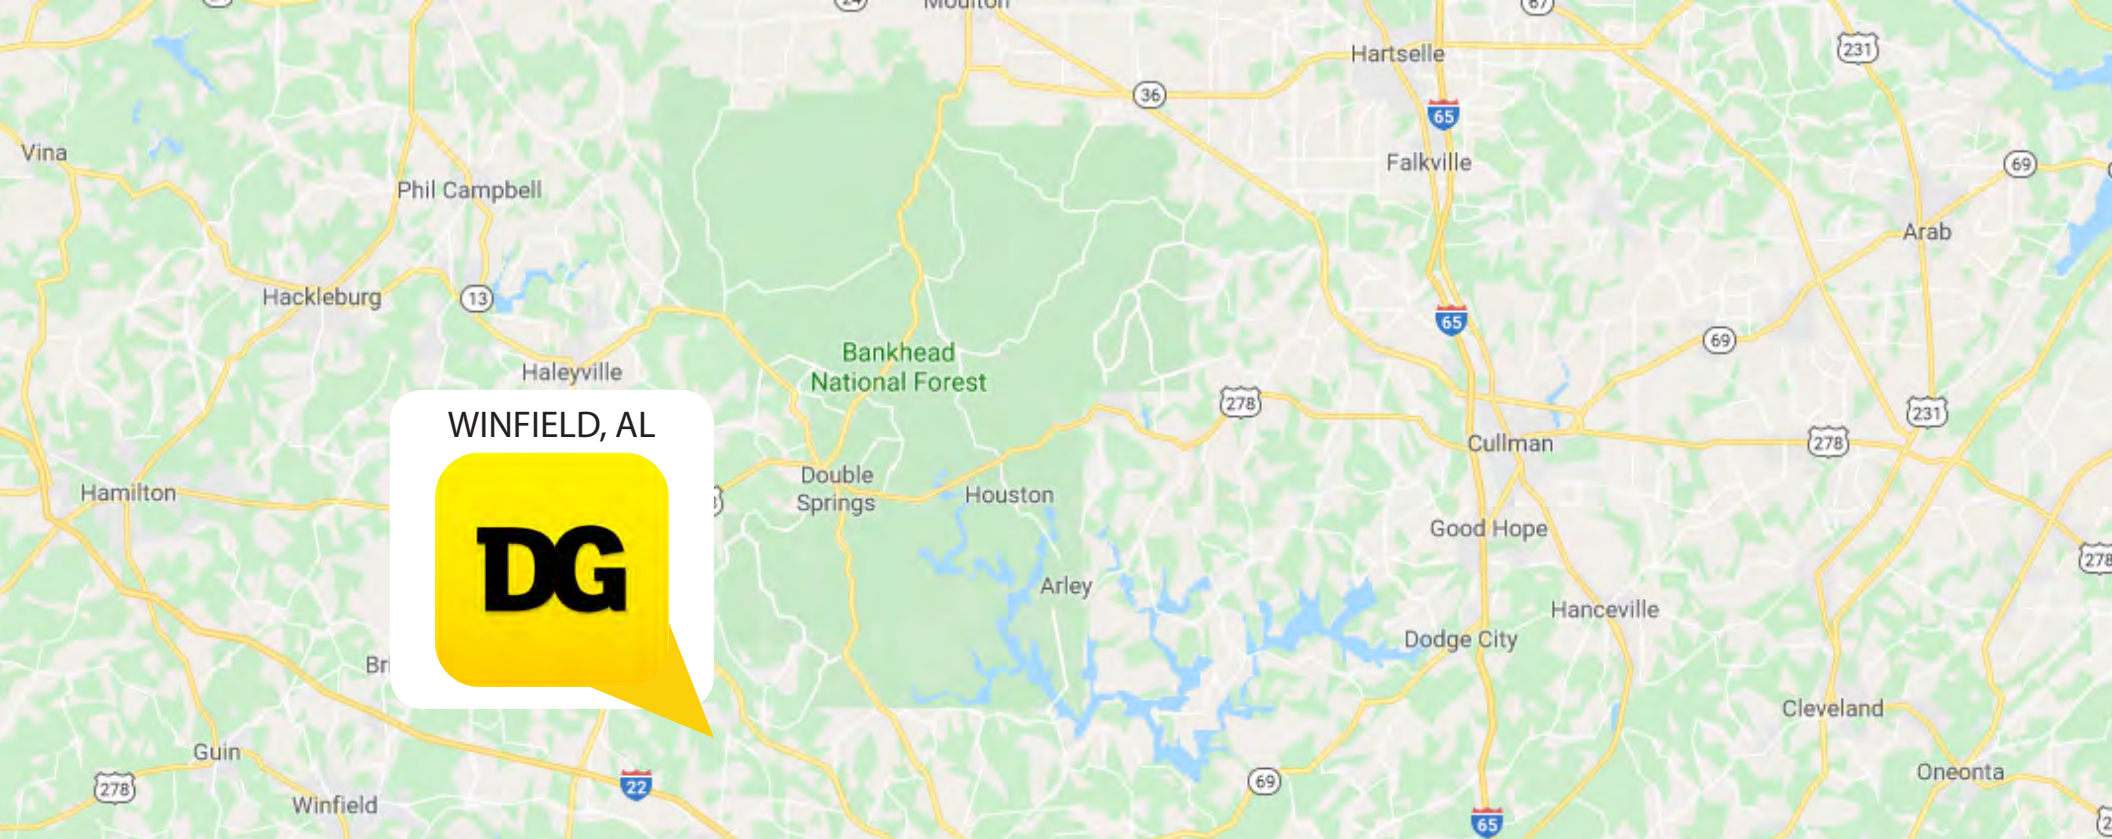 Moulton
67
Hartselle
231
36
65
Falkville
69
Vina
Phil Campbell
Arab
Hackleburg
13
65
69
Haleyville
Bankhead
National Forest
278
231
WINFIELD, AL
Cullman
278
Hamilton
Double
Springs
Houston
DG
Good Hope
278
Arley
Hanceville
Dodge City
Br
Cleveland
Guin
22
69
Oneonta
278
Winfield
65